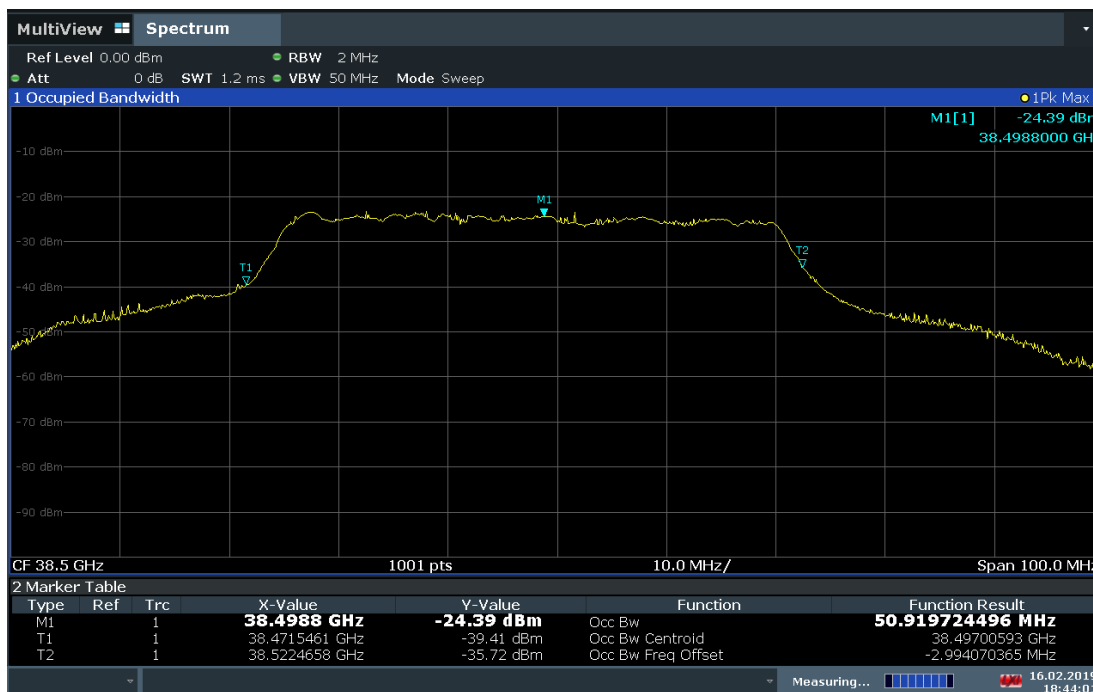 MultiView Spectrum
Ref Level 0.00 dBm RBW 2 MHz
Att 0 dB SWT 1.2 ms VBW 50 MHz Mode Sweep
1 Occupied Bandwidth 1Pk Max
M1[1] -24.39 dBm
38.4988000 GH
-10 dBm
-20 dBm
M1
-30 dBm
T2
T1
-40 dBm
-50 dBm
-60 dBm
-70 dBm
-80 dBm
-90 dBm
CF 38.5 GHz 1001 pts 10.0 MHz/ Span 100.0 MHz
2 Marker Table
Type Ref Trc X-Value Y-Value Function Function Result
M1 1 38.4988 GHz -24.39 dBm Occ Bw 50.919724496 MHz
T1 1 38.4715461 GHz -39.41 dBm Occ Bw Centroid 38.49700593 GHz
T2 1 38.5224658 GHz -35.72 dBm Occ Bw Freq Offset -2.994070365 MHz
Measuring... 16.02.2019
18:44:01